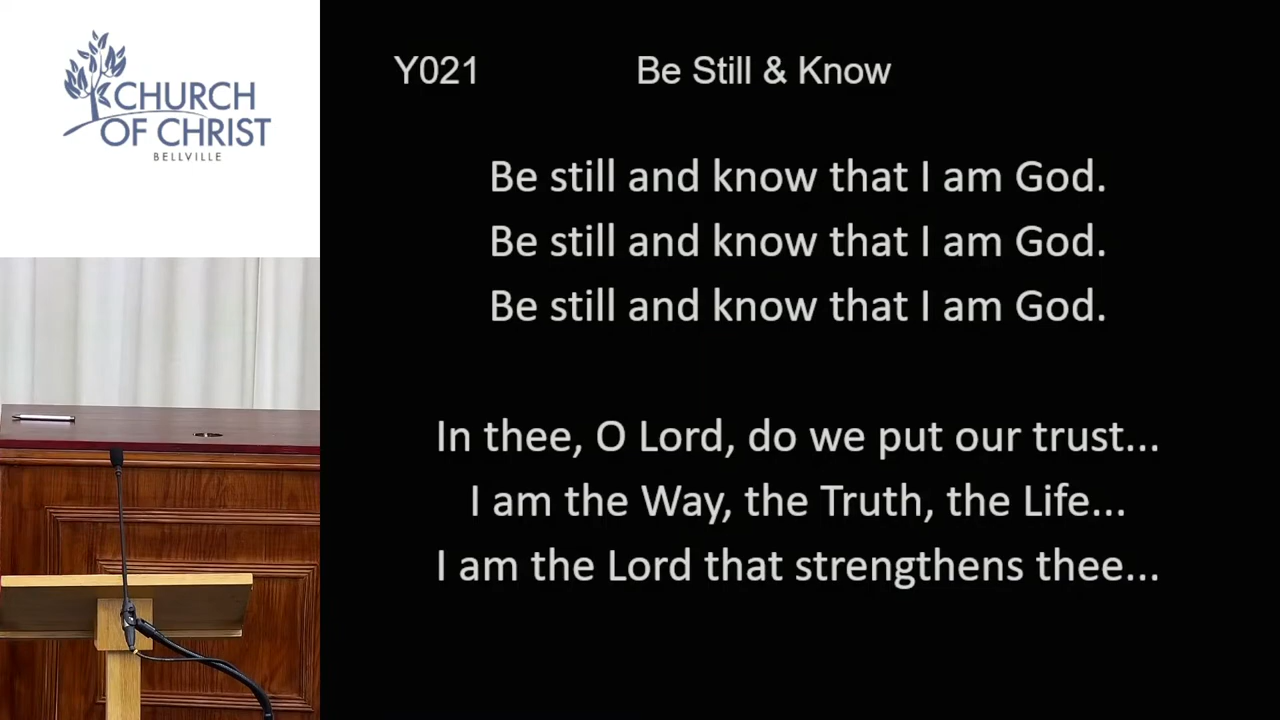 CHURCH
OF CHRIST
BELLVILLE
Y021 Be Still & Know
Be still and know that I am God.
Be still and know that I am God.
Be still and know that I am God.
In thee, O Lord, do we put our trust...
I am the Way, the Truth, the Life...
I am the Lord that strengthens thee...